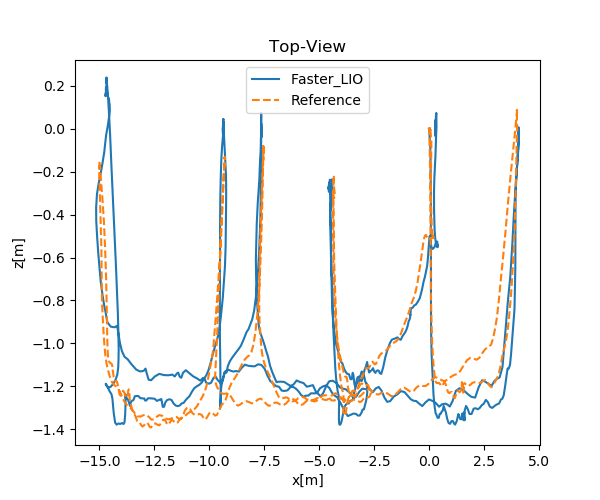 Top-View
Faster_LIO
Reference
z[m]
0.2
0.0
−0.2
−0.4
−0.6
−0.8
−1.0
−1.2
−1.4
−15.0 −12.5 −10.0 −7.5 −5.0 −2.5 0.0 2.5 5.0
x[m]